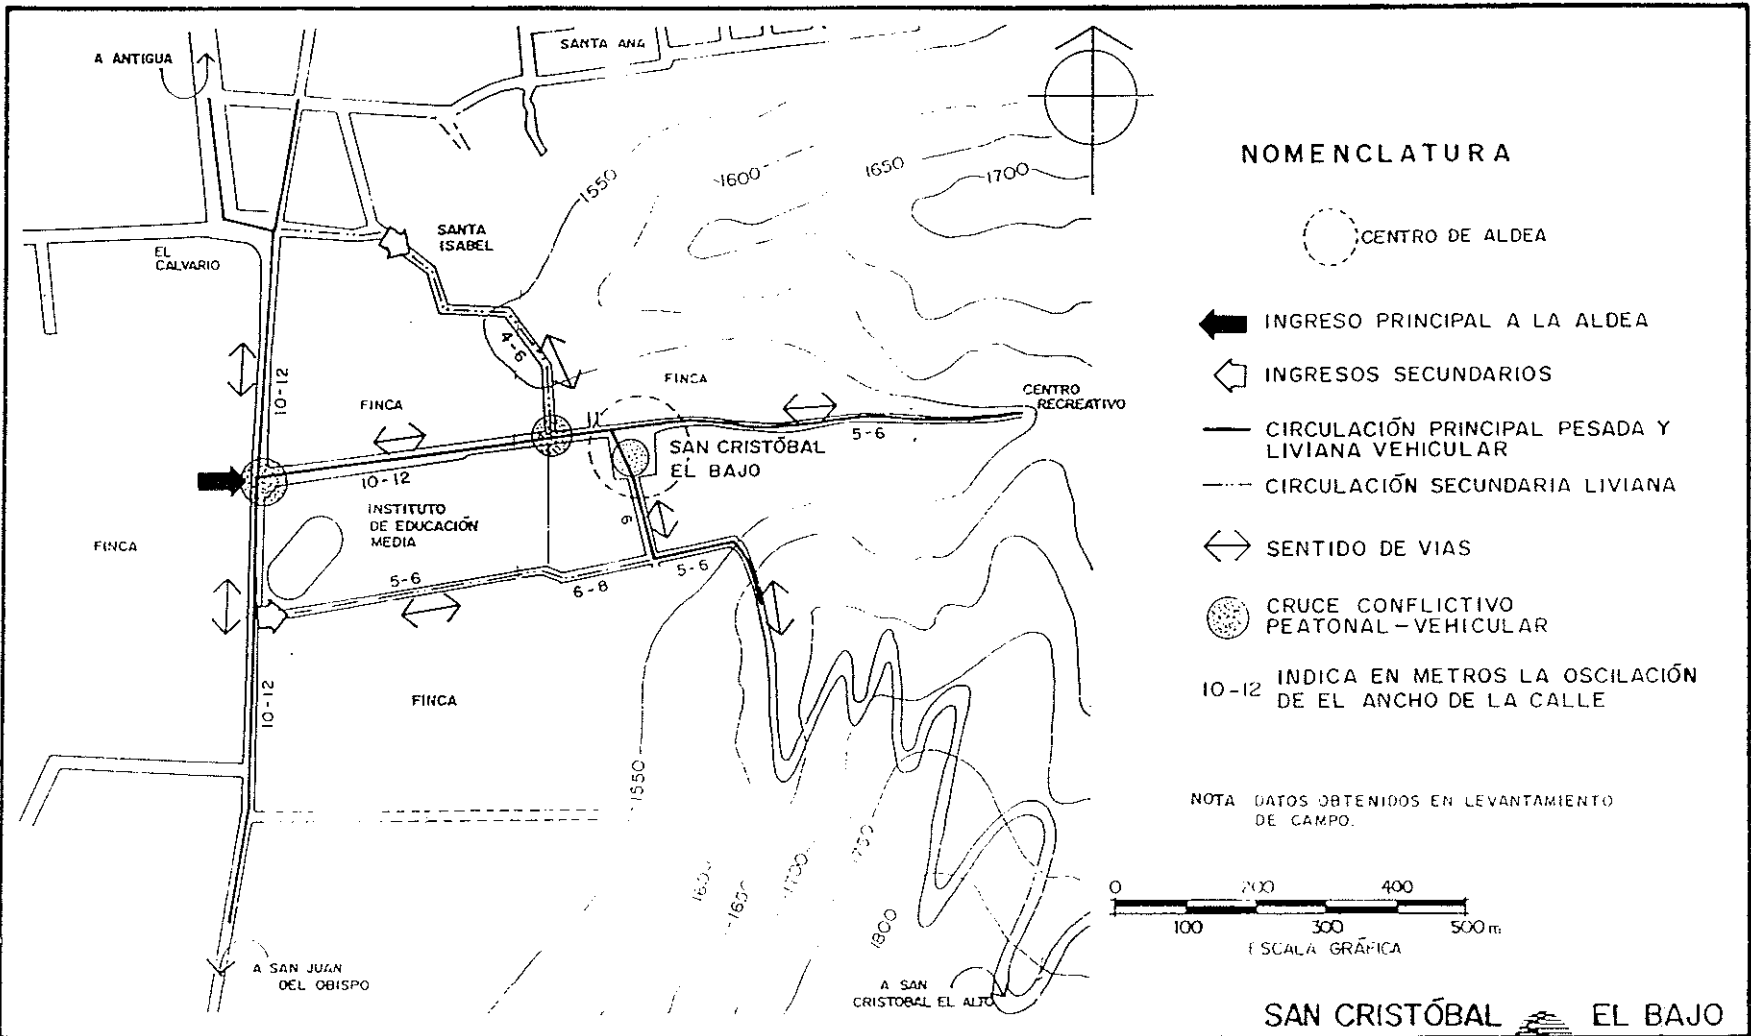 A ANTIGUA
SANTA ANA
1550
1600
1650
1700
SANTA
ISABEL
EL
CALVARIO
4-6
10-12
FINCA
FINCA
CENTRO
RECREATIVO
5-6
SAN CRISTÓBAL
EL BAJO
10-12
INSTITUTO
DE EDUCACIÓN
MEDIA
6
FINCA
5-6
5-6
6-8
10-12
FINCA
1550
1650
1700
1750
1800
A SAN JUAN
DEL OBISPO
A SAN
CRISTOBAL EL ALTO
NOMENCLATURA
CENTRO DE ALDEA
INGRESO PRINCIPAL A LA ALDEA
INGRESOS SECUNDARIOS
CIRCULACIÓN PRINCIPAL PESADA Y
LIVIANA VEHICULAR
CIRCULACIÓN SECUNDARIA LIVIANA
SENTIDO DE VIAS
CRUCE CONFLICTIVO
PEATONAL-VEHICULAR
10-12 INDICA EN METROS LA OSCILACIÓN
DE EL ANCHO DE LA CALLE
NOTA DATOS OBTENIDOS EN LEVANTAMIENTO
DE CAMPO.
0 200 400
100 300 500 m
ESCALA GRÁFICA
SAN CRISTÓBAL EL BAJO